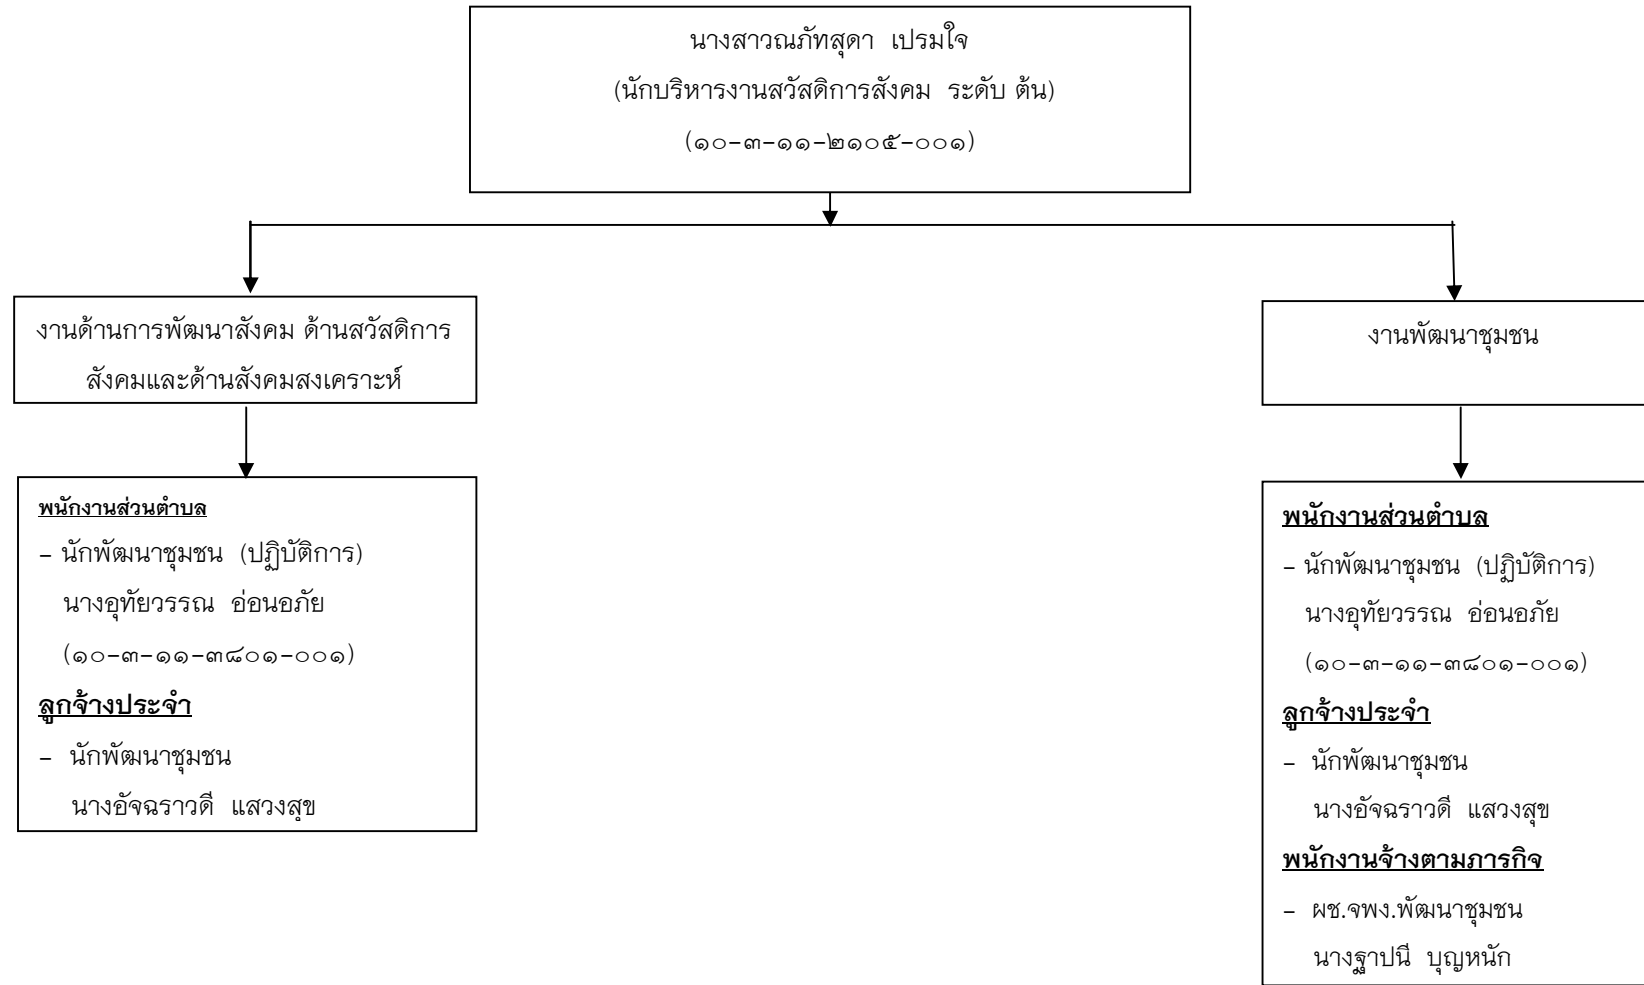 นางสาวณภัทสุดา เปรมใจ
(นักบริหารงานสวัสดิการสังคม ระดับ ต้น)
(๑๐-๓-๑๑-๒๑๐๕-๐๐๑)
งานด้านการพัฒนาสังคม ด้านสวัสดิการ
สังคมและด้านสังคมสงเคราะห์
พนักงานส่วนตำบล
- นักพัฒนาชุมชน (ปฏิบัติการ)
นางอุทัยวรรณ อ่อนอภัย
(๑๐-๓-๑๑-๓๘๐๑-๐๐๑)
ลูกจ้างประจำ
- นักพัฒนาชุมชน
นางอัจฉราวดี แสวงสุข
งานพัฒนาชุมชน
พนักงานส่วนตำบล
- นักพัฒนาชุมชน (ปฏิบัติการ)
นางอุทัยวรรณ อ่อนอภัย
(๑๐-๓-๑๑-๓๘๐๑-๐๐๑)
ลูกจ้างประจำ
- นักพัฒนาชุมชน
นางอัจฉราวดี แสวงสุข
พนักงานจ้างตามภารกิจ
- ผช.จพง.พัฒนาชุมชน
นางฐาปนี บุญหนัก